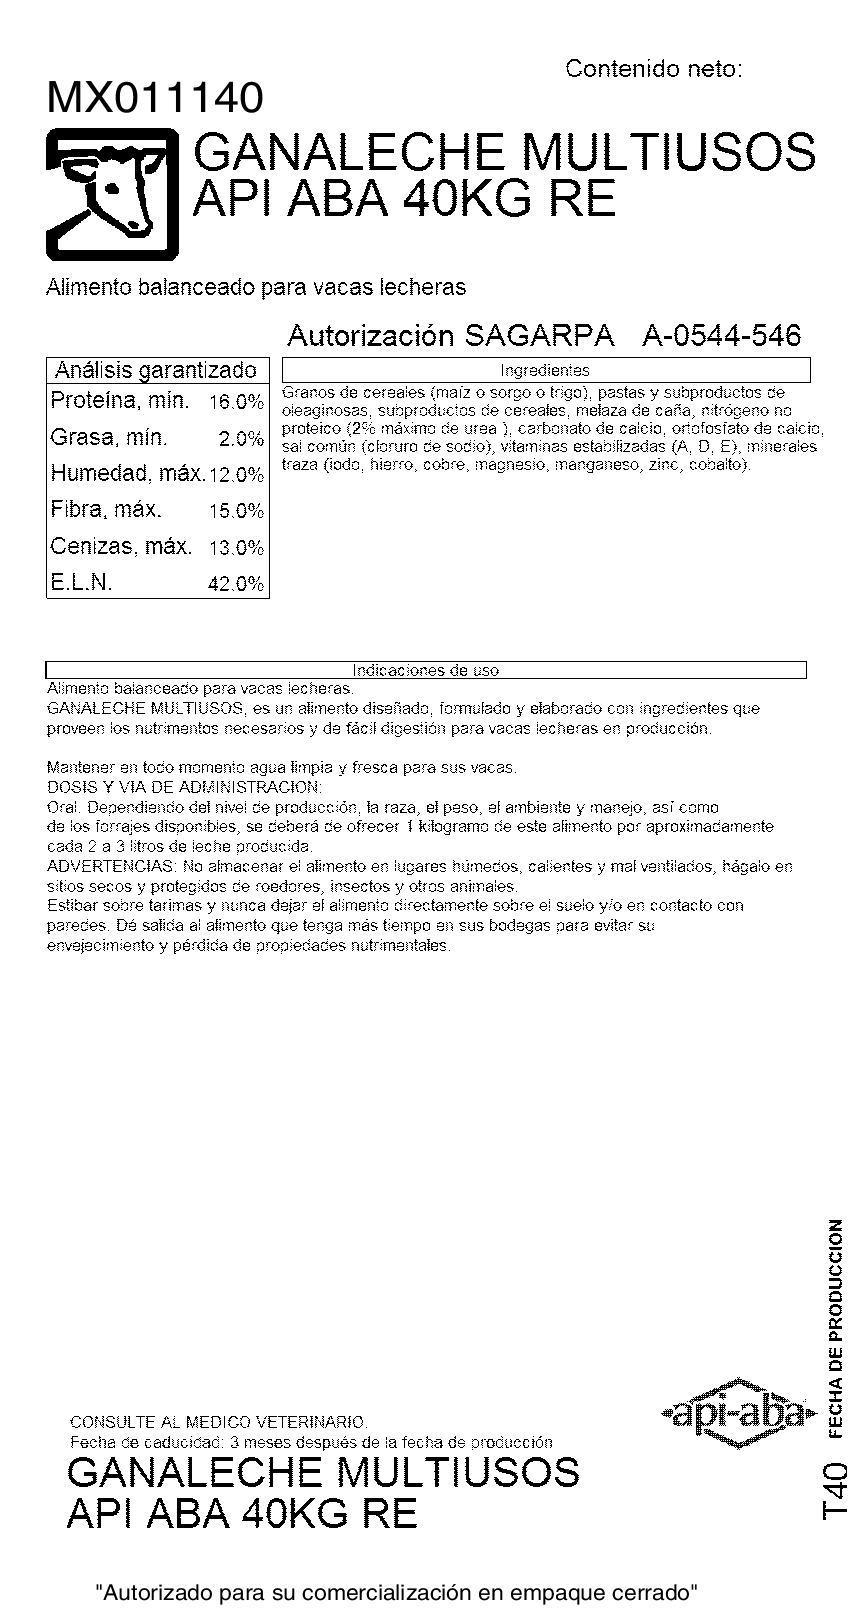 Contenido neto:
MX011140
GANALECHE MULTIUSOS
API ABA 40KG RE
Alimento balanceado para vacas lecheras
Autorización SAGARPA A-0544-546
Análisis garantizado
Proteína, mín. 16.0%
Grasa, mín. 2.0%
Humedad, máx. 12.0%
Fibra, máx. 15.0%
Cenizas, máx. 13.0%
E.L.N. 42.0%
Ingredientes
Granos de cereales (maíz o sorgo o trigo), pastas y subproductos de
oleaginosas, subproductos de cereales, melaza de caña, nitrógeno no
proteico (2% máximo de urea ), carbonato de calcio, ortofosfato de calcio,
sal común (cloruro de sodio), vitaminas estabilizadas (A, D, E), minerales
traza (iodo, hierro, cobre, magnesio, manganeso, zinc, cobalto).
Indicaciones de uso
Alimento balanceado para vacas lecheras.
GANALECHE MULTIUSOS, es un alimento diseñado, formulado y elaborado con ingredientes que
proveen los nutrimentos necesarios y de fácil digestión para vacas lecheras en producción.
Mantener en todo momento agua limpia y fresca para sus vacas.
DOSIS Y VIA DE ADMINISTRACION:
Oral. Dependiendo del nivel de producción, la raza, el peso, el ambiente y manejo, así como
de los forrajes disponibles, se deberá de ofrecer 1 kilogramo de este alimento por aproximadamente
cada 2 a 3 litros de leche producida.
ADVERTENCIAS: No almacenar el alimento en lugares húmedos, calientes y mal ventilados, hágalo en
sitios secos y protegidos de roedores, insectos y otros animales.
Estibar sobre tarimas y nunca dejar el alimento directamente sobre el suelo y/o en contacto con
paredes. Dé salida al alimento que tenga más tiempo en sus bodegas para evitar su
envejecimiento y pérdida de propiedades nutrimentales.
FECHA DE PRODUCCION
T40
api-aba
CONSULTE AL MEDICO VETERINARIO.
Fecha de caducidad: 3 meses después de la fecha de producción
GANALECHE MULTIUSOS
API ABA 40KG RE
"Autorizado para su comercialización en empaque cerrado"